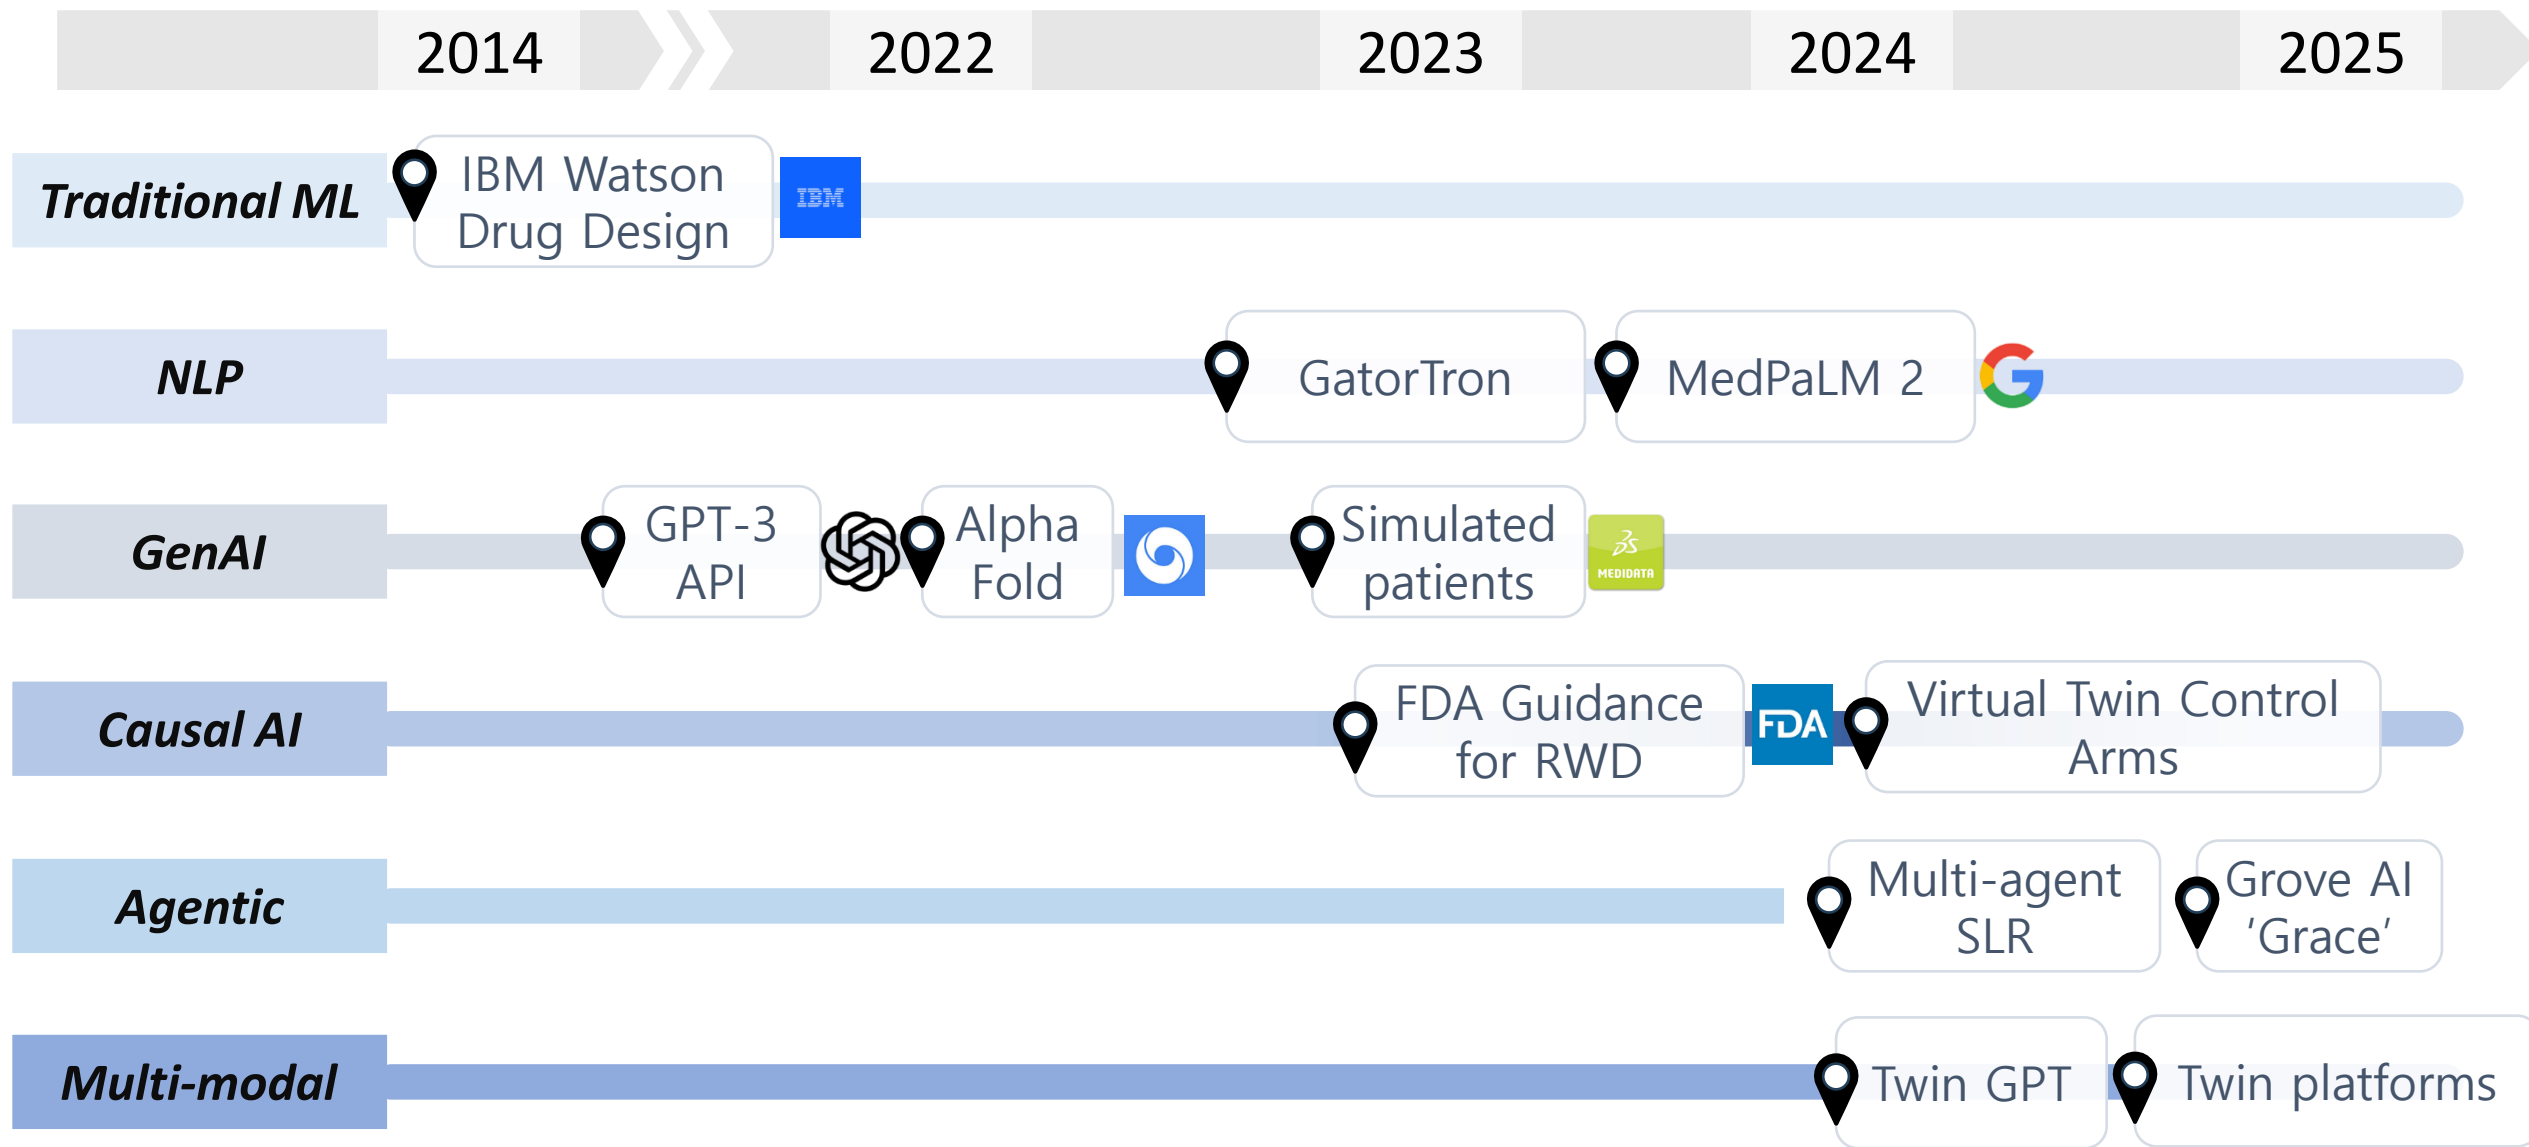 2014
2022
2023
2024
2025
Traditional ML
IBM Watson
Drug Design
IBM
NLP
GatorTron
MedPaLM 2
GenAI
GPT-3
API
Alpha
Fold
Simulated
patients
MEDIDATA
Causal AI
FDA Guidance
for RWD
FDA
Virtual Twin Control
Arms
Agentic
Multi-agent
SLR
Grove AI
‘Grace’
Multi-modal
Twin GPT
Twin platforms